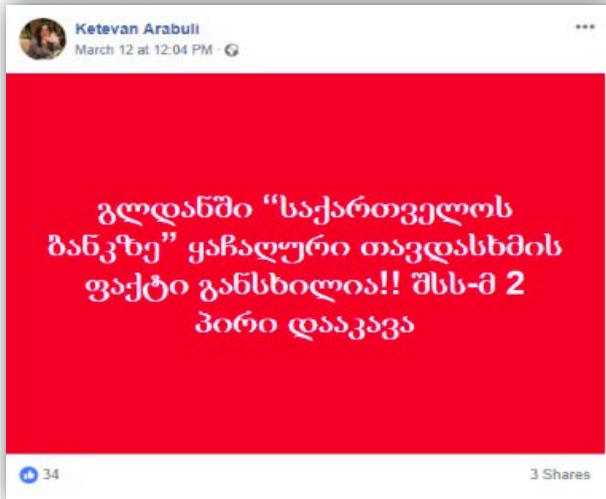 Ketevan Arabuli
March 12 at 12:04 PM ·
გლდანში “საქართველოს
ბანკზე” ყაჩაღური თავდასხმის
ფაქტი განსხილია!! შსს-მ 2
პირი დააკავა
34
3 Shares